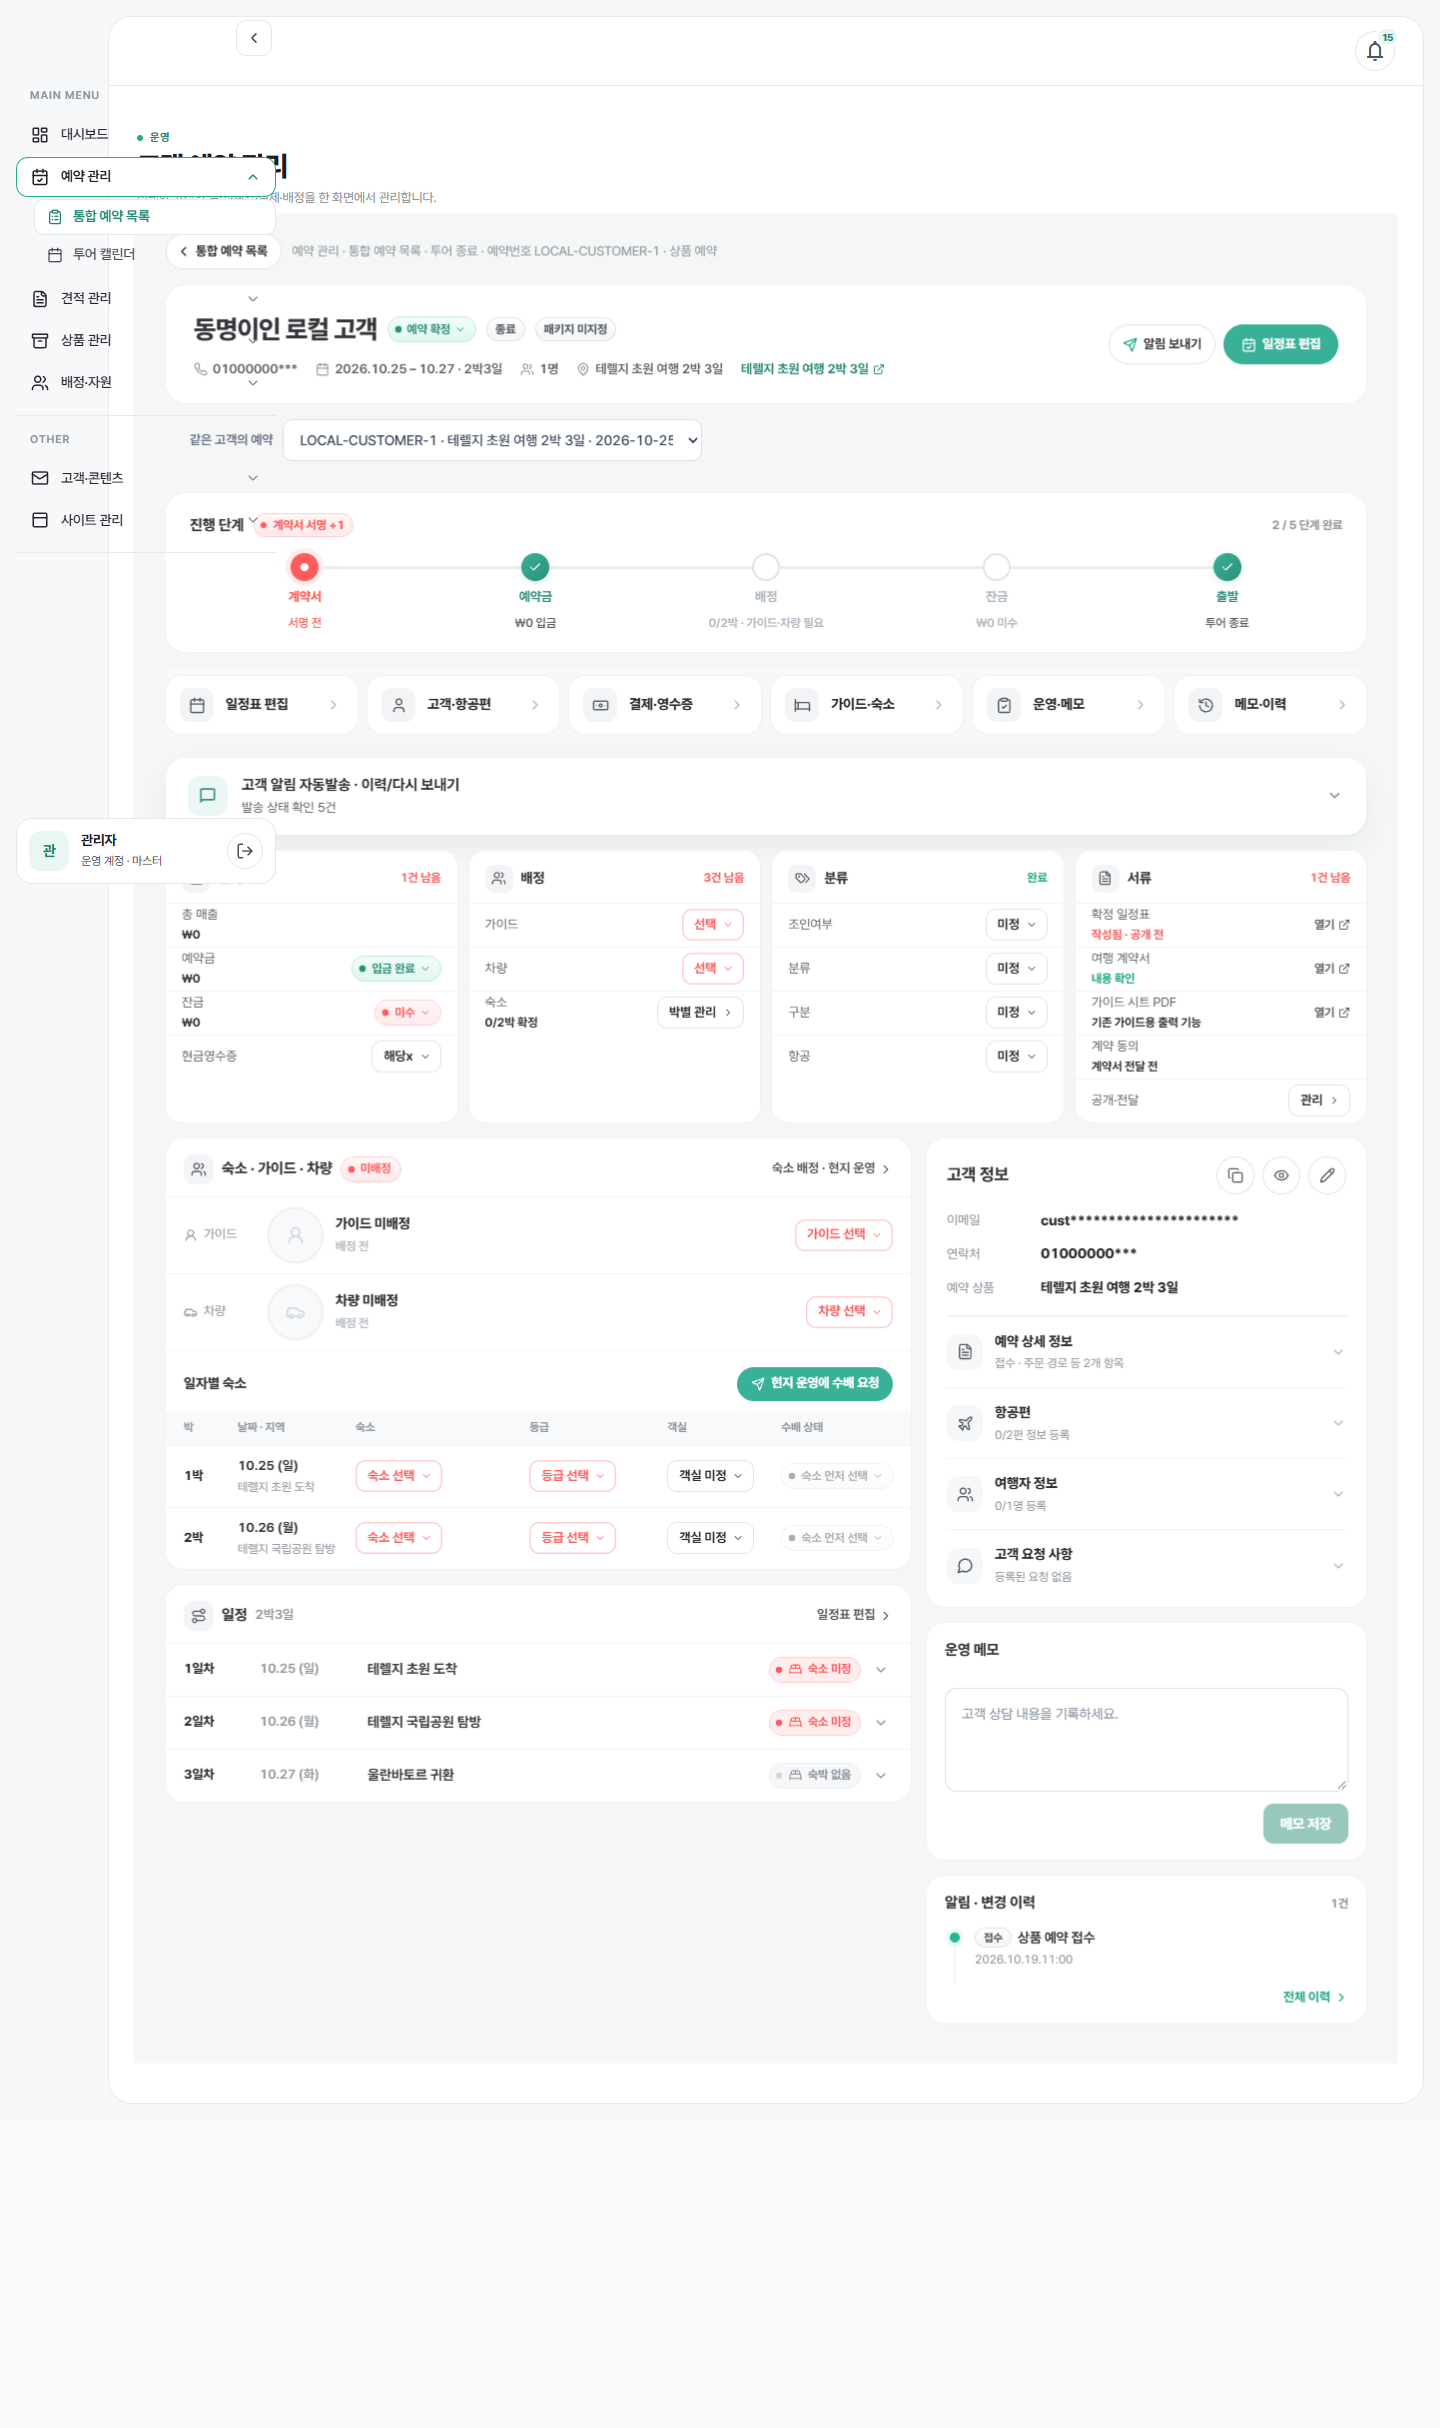 15
MAIN MENU
대시보드
예약 관리
통합 예약 목록
투어 캘린더
견적 관리
상품 관리
배정·자원
OTHER
고객·콘텐츠
사이트 관리
관
관리자
운영 계정 · 마스터
운영
·배정을 한 화면에서 관리합니다.
통합 예약 목록
예약 관리 · 통합 예약 목록 · 투어 종료 · 예약번호 LOCAL-CUSTOMER-1 · 상품 예약
동명이인 로컬 고객
예약 확정
종료
패키지 미지정
01000000***
2026.10.25 – 10.27 · 2박3일
1명
테렐지 초원 여행 2박 3일
테렐지 초원 여행 2박 3일
알림 보내기
일정표 편집
같은 고객의 예약
LOCAL-CUSTOMER-1 · 테렐지 초원 여행 2박 3일 · 2026-10-25
진행 단계
계약서 서명 +1
2 / 5 단계 완료
계약서
서명 전
예약금
₩0 입금
배정
0/2박 · 가이드·차량 필요
잔금
₩0 미수
출발
투어 종료
일정표 편집
고객·항공편
결제·영수증
가이드·숙소
운영·메모
메모·이력
고객 알림 자동발송 · 이력/다시 보내기
발송 상태 확인 5건
1건 남음
총 매출
₩0
예약금
₩0
입금 완료
잔금
₩0
미수
현금영수증
해당x
배정
3건 남음
가이드
선택
차량
선택
숙소
0/2박 확정
박별 관리
분류
완료
조인여부
미정
분류
미정
구분
미정
항공
미정
서류
1건 남음
확정 일정표
작성됨 · 공개 전
열기
여행 계약서
내용 확인
열기
가이드 시트 PDF
기존 가이드용 출력 기능
열기
계약 동의
계약서 전달 전
공개·전달
관리
숙소 · 가이드 · 차량
미배정
숙소 배정 · 현지 운영
가이드
가이드 미배정
배정 전
가이드 선택
차량
차량 미배정
배정 전
차량 선택
일자별 숙소
현지 운영에 수배 요청
박
날짜 · 지역
숙소
등급
객실
수배 상태
1박
10.25 (일)
테렐지 초원 도착
숙소 선택
등급 선택
객실 미정
숙소 먼저 선택
2박
10.26 (월)
테렐지 국립공원 탐방
숙소 선택
등급 선택
객실 미정
숙소 먼저 선택
일정
2박3일
일정표 편집
1일차
10.25 (일)
테렐지 초원 도착
숙소 미정
2일차
10.26 (월)
테렐지 국립공원 탐방
숙소 미정
3일차
10.27 (화)
울란바토르 귀환
숙박 없음
고객 정보
이메일
cust**********************
연락처
01000000***
예약 상품
테렐지 초원 여행 2박 3일
예약 상세 정보
접수 · 주문 경로 등 2개 항목
항공편
0/2편 정보 등록
여행자 정보
0/1명 등록
고객 요청 사항
등록된 요청 없음
운영 메모
고객 상담 내용을 기록하세요.
메모 저장
알림 · 변경 이력
1건
접수
상품 예약 접수
2026.10.19.11:00
전체 이력